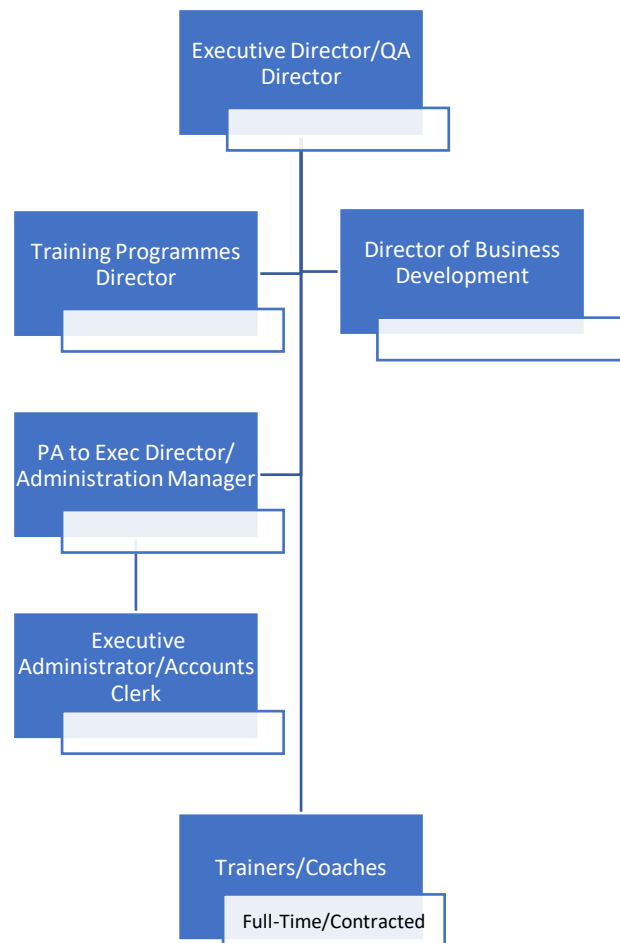 Executive Director/QA
Director
Training Programmes
Director
Director of Business
Development
PA to Exec Director/
Administration Manager
Executive
Administrator/Accounts
Clerk
Trainers/Coaches
Full-Time/Contracted